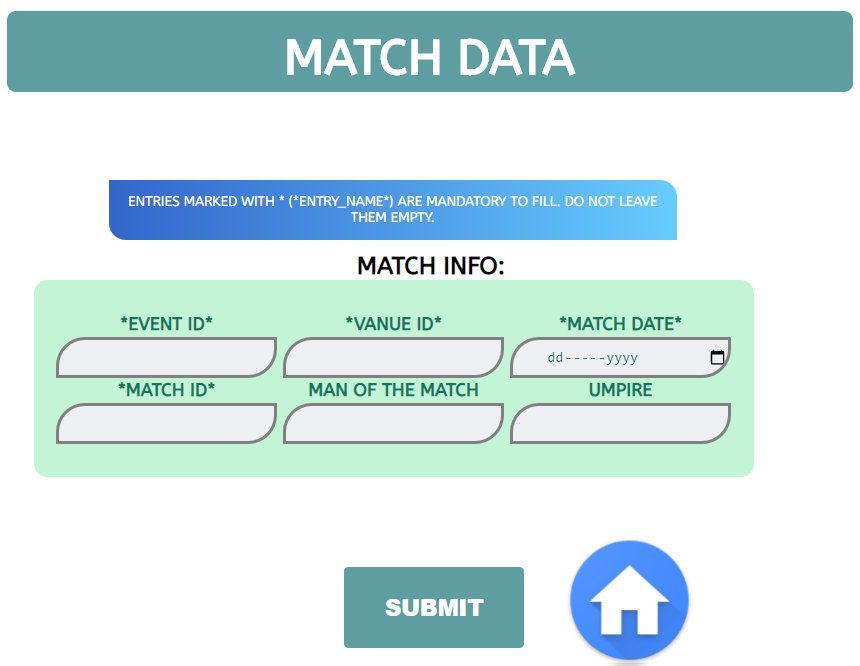 MATCH DATA
ENTRIES MARKED WITH * (*ENTRY_NAME*) ARE MANDATORY TO FILL. DO NOT LEAVE
THEM EMPTY.
MATCH INFO:
*EVENT ID* *VANUE ID* *MATCH DATE*
dd-----yyyy
*MATCH ID* MAN OF THE MATCH UMPIRE
SUBMIT